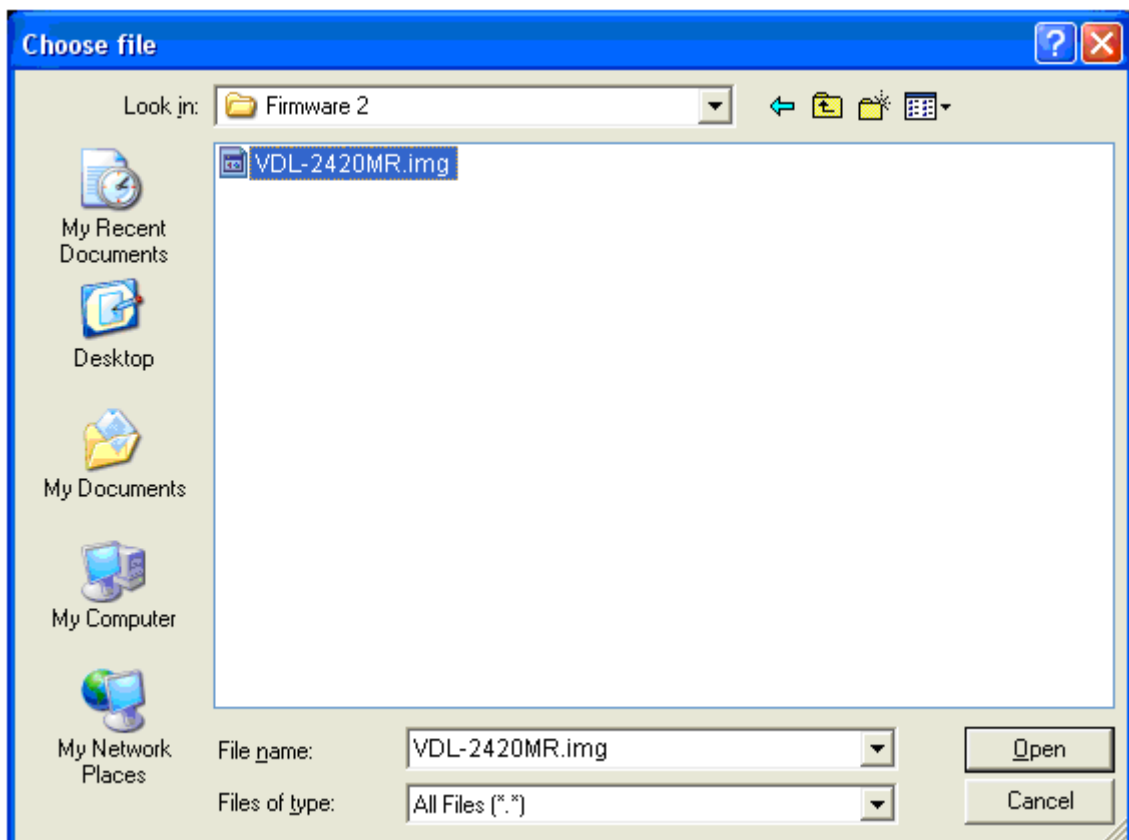 Choose file
Look in:
Firmware 2
VDL-2420MR.img
My Recent
Documents
Desktop
My Documents
My Computer
My Network
Places
File name:
VDL-2420MR.img
Open
Files of type:
All Files (*.*)
Cancel